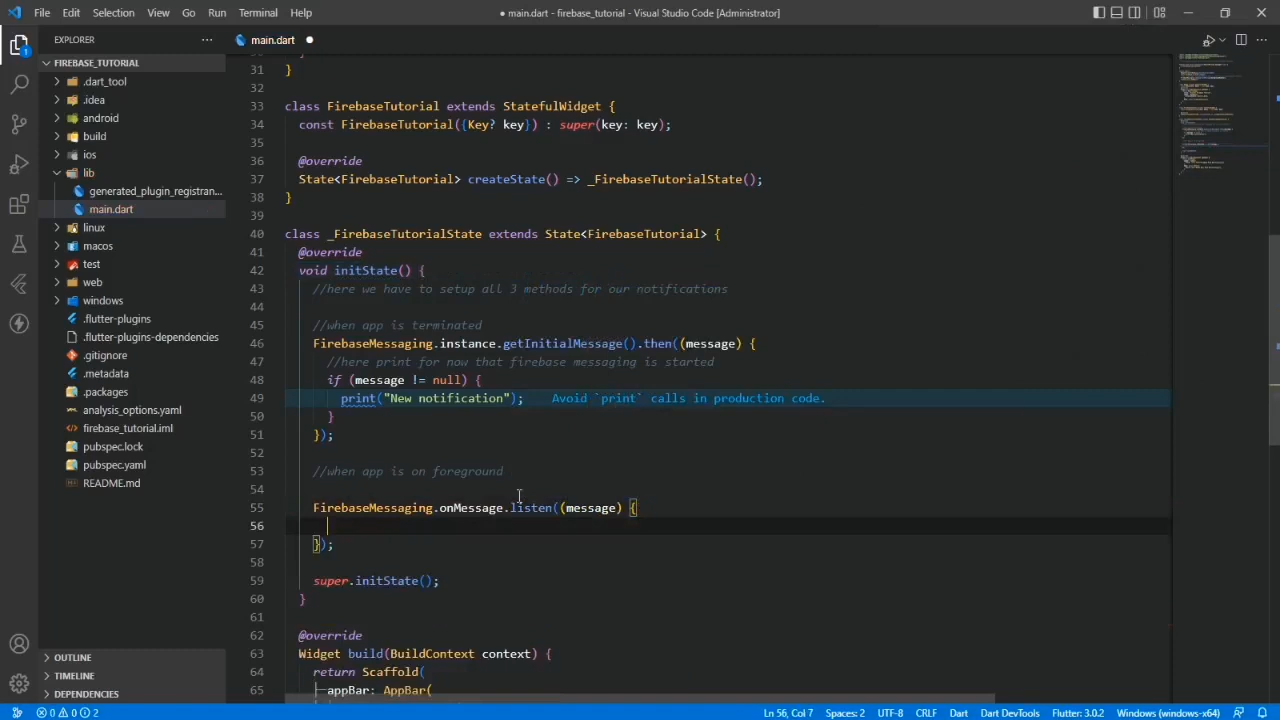 File Edit Selection View Go Run Terminal Help
● main.dart - firebase_tutorial - Visual Studio Code [Administrator]
EXPLORER
main.dart
FIREBASE_TUTORIAL
.dart_tool
.idea
android
build
ios
lib
generated_plugin_registran...
main.dart
linux
macos
test
web
windows
.flutter-plugins
.flutter-plugins-dependencies
.gitignore
.metadata
.packages
analysis_options.yaml
firebase_tutorial.iml
pubspec.lock
pubspec.yaml
README.md
OUTLINE
TIMELINE
DEPENDENCIES
31 }
32
33 class FirebaseTutorial extends StatefulWidget {
34 const FirebaseTutorial({Key? key}) : super(key: key);
35
36 @override
37 State<FirebaseTutorial> createState() => _FirebaseTutorialState();
38 }
39
40 class _FirebaseTutorialState extends State<FirebaseTutorial> {
41 @override
42 void initState() {
43 //here we have to setup all 3 methods for our notifications
44
45 //when app is terminated
46 FirebaseMessaging.instance.getInitialMessage().then((message) {
47 //here print for now that firebase messaging is started
48 if (message != null) {
49 print("New notification"); Avoid `print` calls in production code.
50 }
51 });
52
53 //when app is on foreground
54
55 FirebaseMessaging.onMessage.listen((message) {
56
57 });
58
59 super.initState();
60 }
61
62 @override
63 Widget build(BuildContext context) {
64 return Scaffold(
65 appBar: AppBar(
0 0 2 Ln 56, Col 7 Spaces: 2 UTF-8 CRLF Dart Dart DevTools Flutter: 3.0.2 Windows (windows-x64)